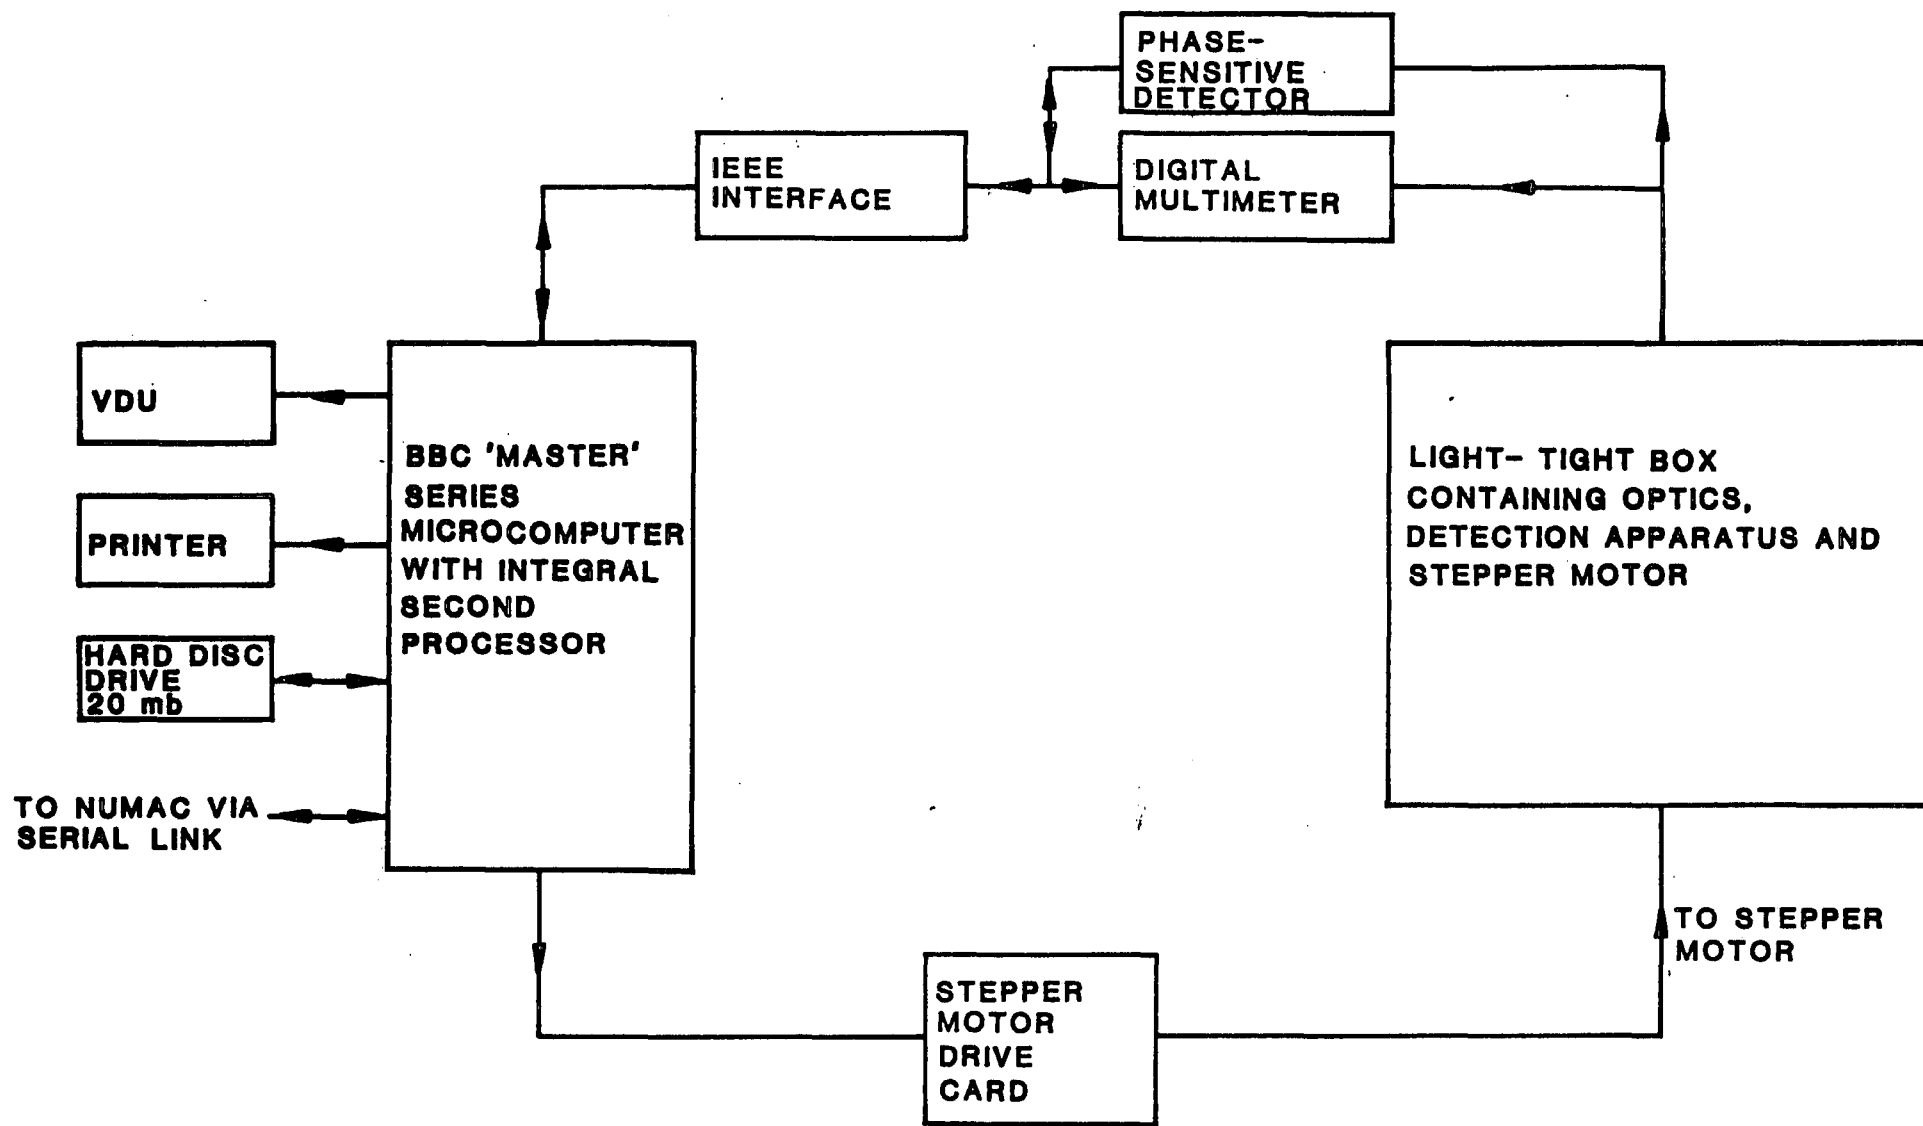 PHASE-
SENSITIVE
DETECTOR
IEEE
INTERFACE
DIGITAL
MULTIMETER
VDU
PRINTER
HARD DISC
DRIVE
20 mb
TO NUMAC VIA
SERIAL LINK
BBC 'MASTER'
SERIES
MICROCOMPUTER
WITH INTEGRAL
SECOND
PROCESSOR
LIGHT- TIGHT BOX
CONTAINING OPTICS,
DETECTION APPARATUS AND
STEPPER MOTOR
TO STEPPER
MOTOR
STEPPER
MOTOR
DRIVE
CARD